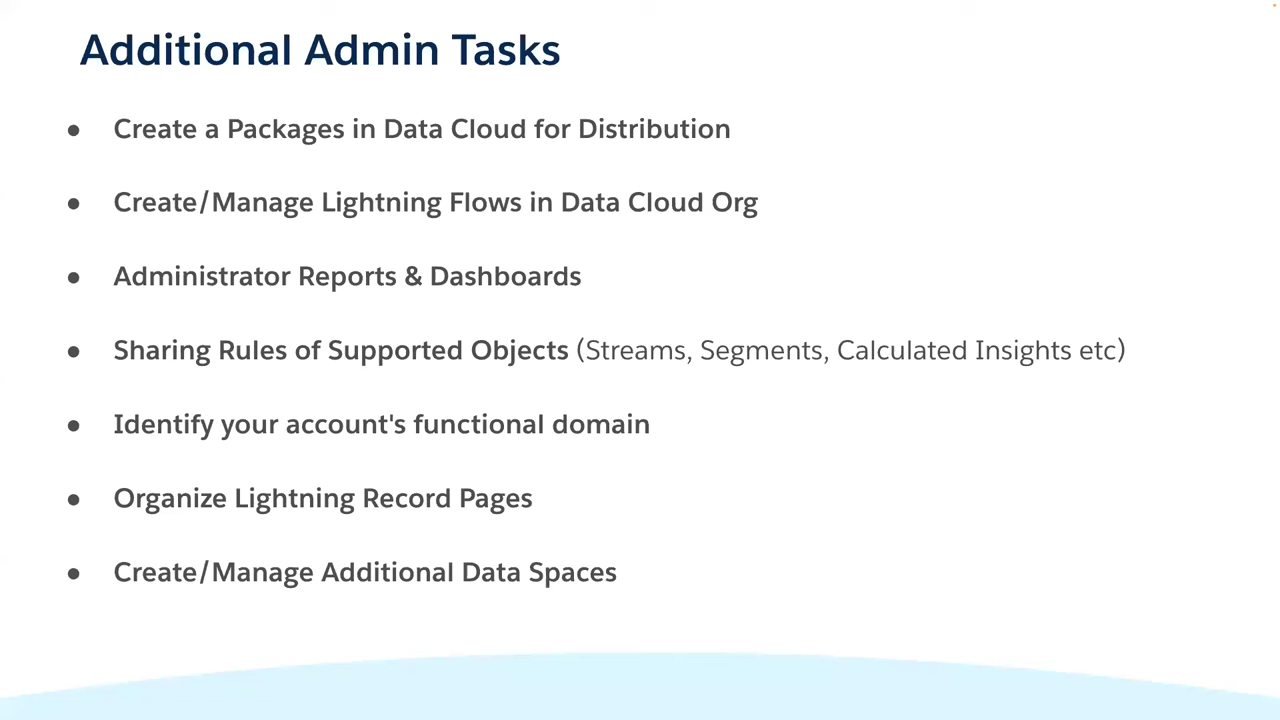 Additional Admin Tasks
● Create a Packages in Data Cloud for Distribution
● Create/Manage Lightning Flows in Data Cloud Org
● Administrator Reports & Dashboards
● Sharing Rules of Supported Objects (Streams, Segments, Calculated Insights etc)
● Identify your account's functional domain
● Organize Lightning Record Pages
● Create/Manage Additional Data Spaces